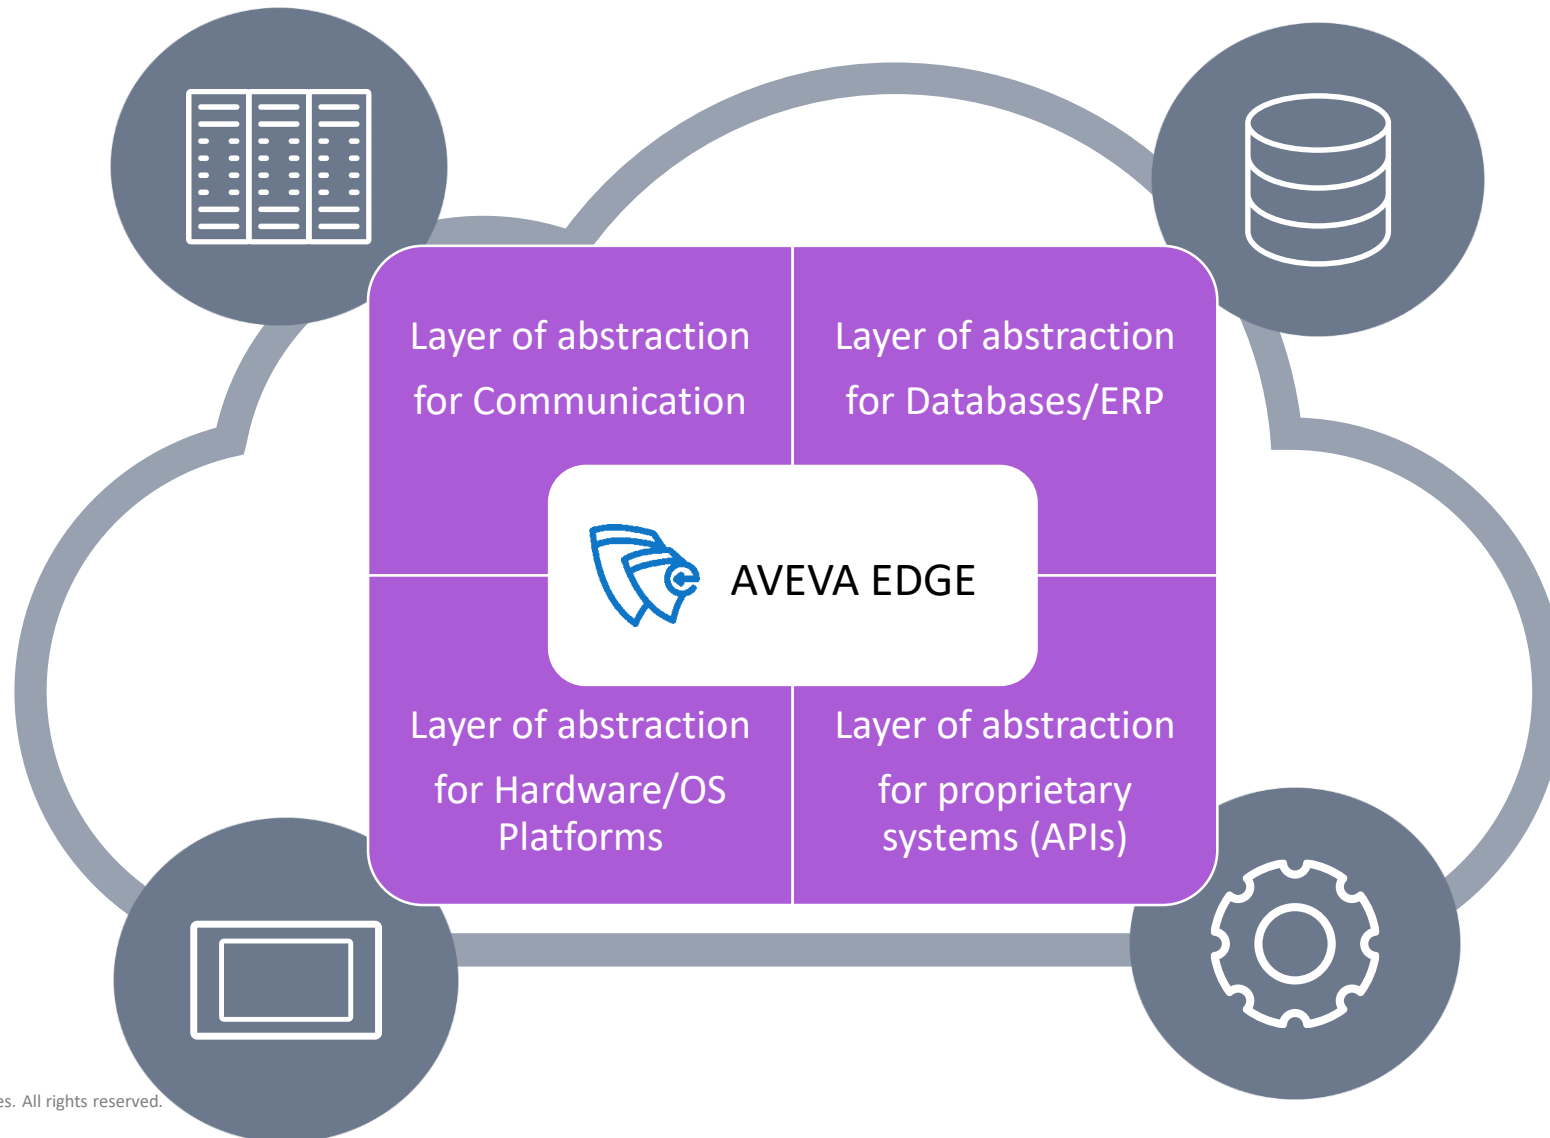 Layer of abstraction
for Communication
Layer of abstraction
for Databases/ERP
AVEVA EDGE
Layer of abstraction
for Hardware/OS
Platforms
Layer of abstraction
for proprietary
systems (APIs)
All rights reserved.